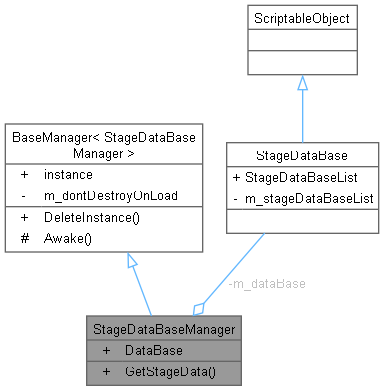 ScriptableObject
BaseManager< StageDataBase
Manager >
+ instance
- m_dontDestroyOnLoad
+ DeleteInstance()
# Awake()
StageDataBase
+ StageDataBaseList
- m_stageDataBaseList
-m_dataBase
StageDataBaseManager
+ DataBase
+ GetStageData()